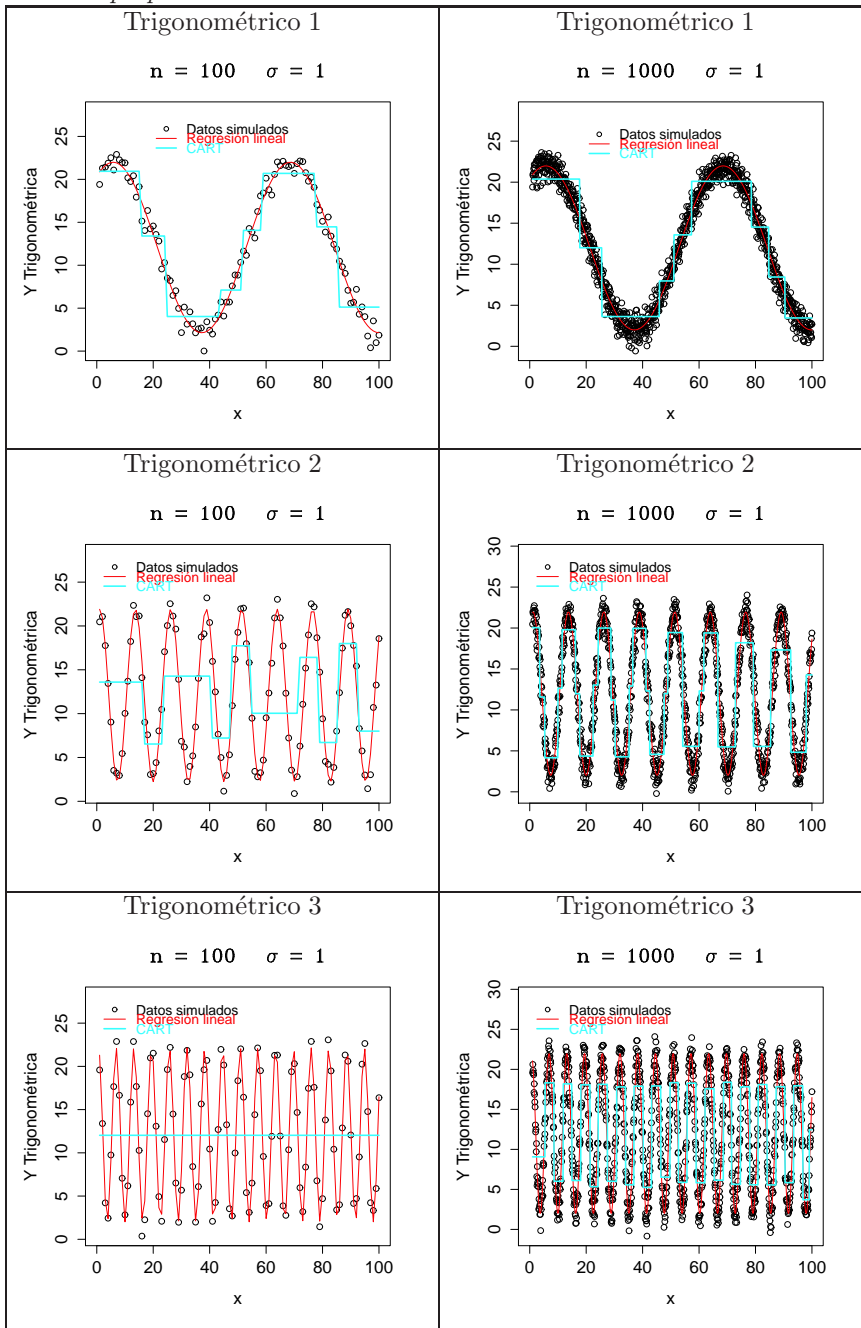 Trigonométrico 1
n = 100 σ = 1
Datos simulados
Regresión lineal
CART
Y Trigonométrica
0 5 10 15 20 25
0 20 40 60 80 100
x
Trigonométrico 1
n = 1000 σ = 1
Datos simulados
Regresión lineal
CART
Y Trigonométrica
0 5 10 15 20 25
0 20 40 60 80 100
x
Trigonométrico 2
n = 100 σ = 1
Datos simulados
Regresión lineal
CART
Y Trigonométrica
0 5 10 15 20 25
0 20 40 60 80 100
x
Trigonométrico 2
n = 1000 σ = 1
Datos simulados
Regresión lineal
CART
Y Trigonométrica
0 5 10 15 20 25 30
0 20 40 60 80 100
x
Trigonométrico 3
n = 100 σ = 1
Datos simulados
Regresión lineal
CART
Y Trigonométrica
0 5 10 15 20 25
0 20 40 60 80 100
x
Trigonométrico 3
n = 1000 σ = 1
Datos simulados
Regresión lineal
CART
Y Trigonométrica
0 5 10 15 20 25 30
0 20 40 60 80 100
x